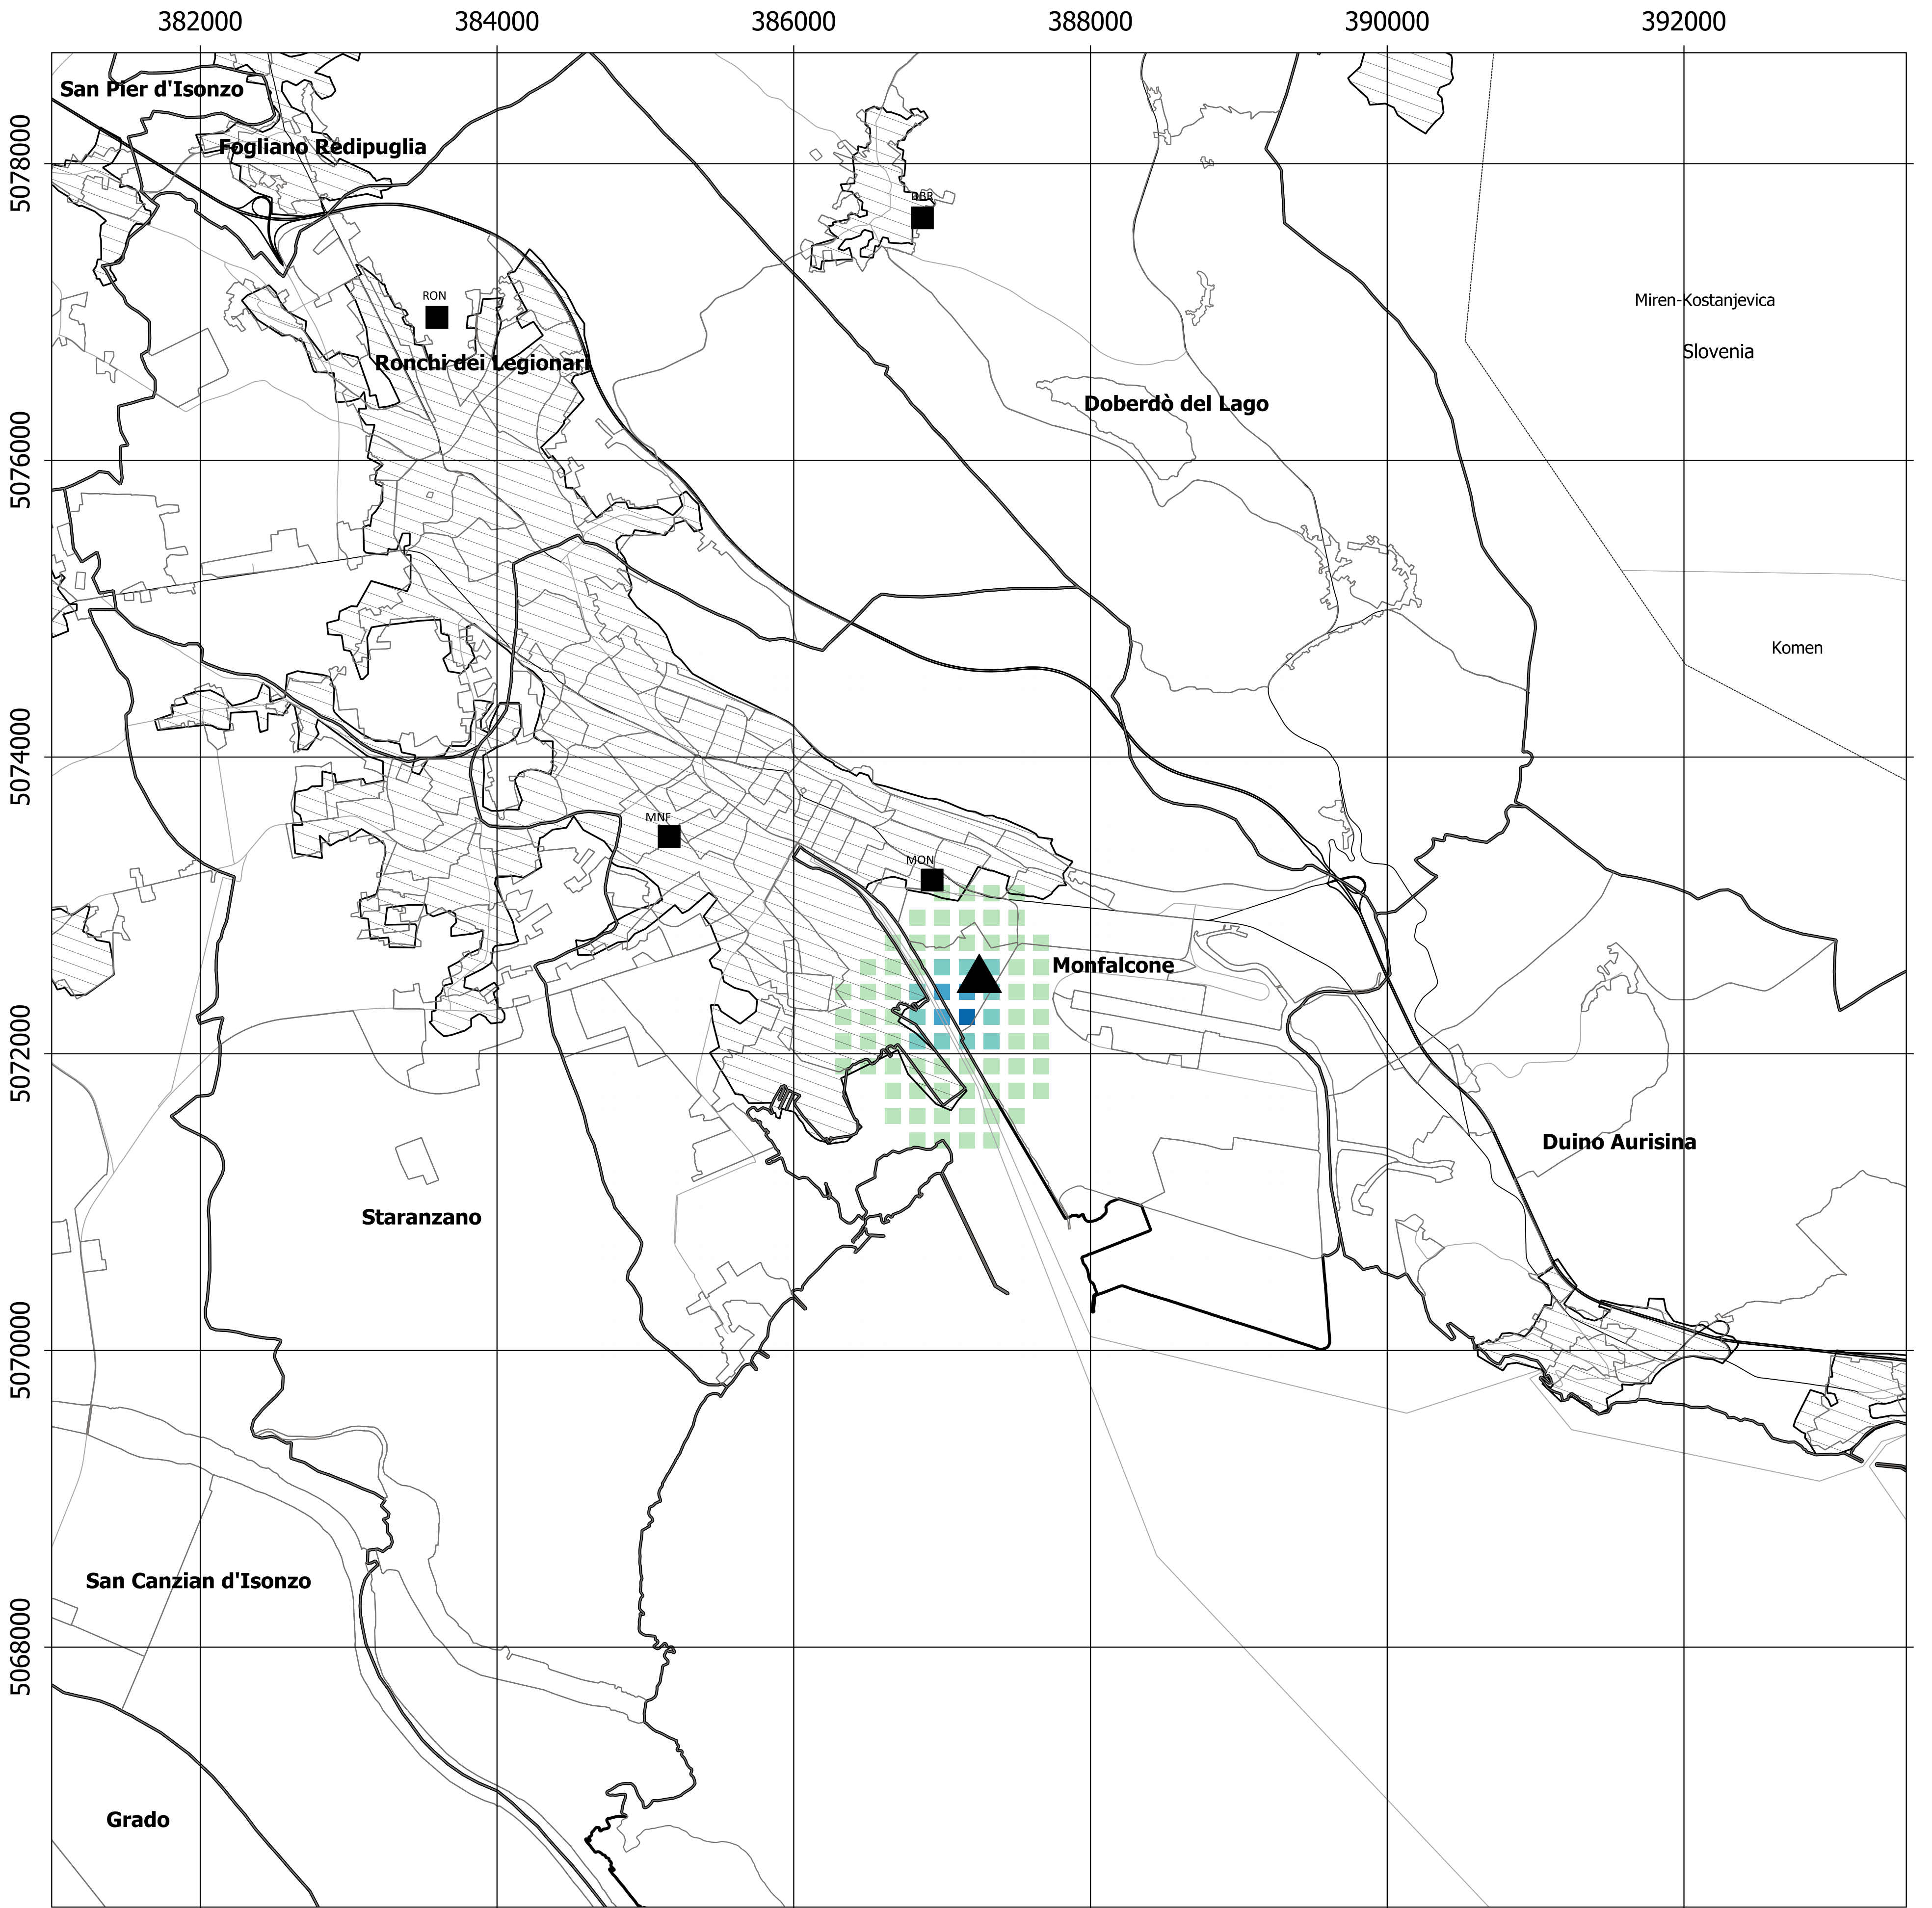 382000 384000 386000 388000 390000 392000
San Pier d'Isonzo
5078000
Fogliano Redipuglia
DBR
RON
Miren-Kostanjevica
Slovenia
Ronchi dei Legionari
Doberdò del Lago
5076000
Komen
5074000
MNF
MON
Monfalcone
5072000
Duino Aurisina
Staranzano
5070000
San Canzian d'Isonzo
5068000
Grado